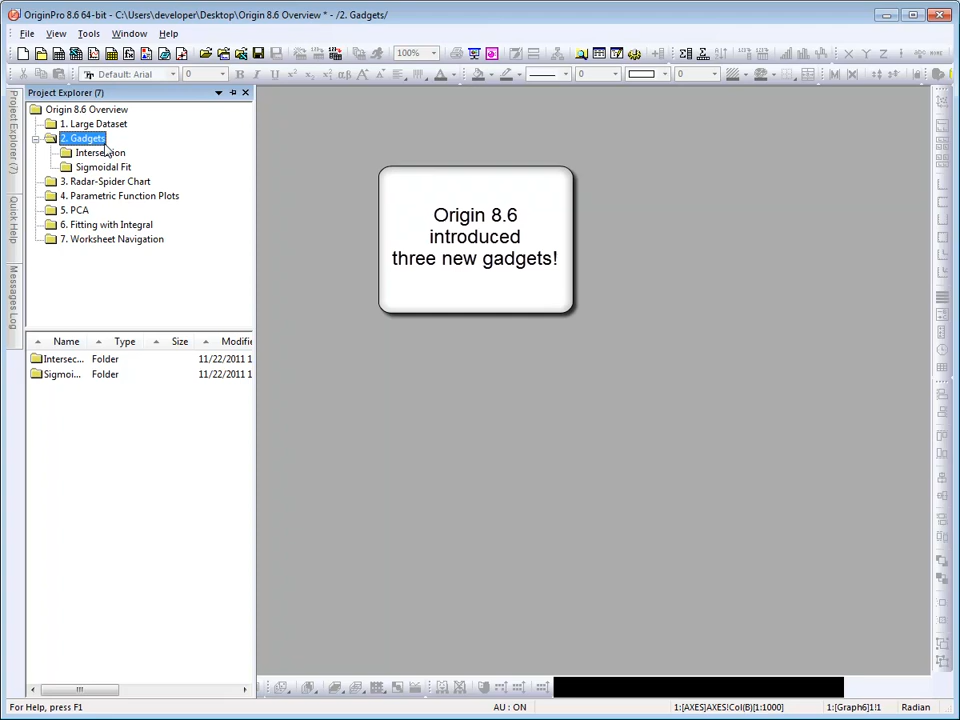 OriginPro 8.6 64-bit - C:\Users\developer\Desktop\Origin 8.6 Overview * - /2. Gadgets/
File View Tools Window Help
100%
Default: Arial 0 B I U 0 0
Project Explorer (7)
Project Explorer (7)
Quick Help
Messages Log
Origin 8.6 Overview
1. Large Dataset
2. Gadgets
Intersection
Sigmoidal Fit
3. Radar-Spider Chart
4. Parametric Function Plots
5. PCA
6. Fitting with Integral
7. Worksheet Navigation
Name Type Size Modifie
Intersec... Folder 11/22/2011 1
Sigmoi... Folder 11/22/2011 1
Origin 8.6
introduced
three new gadgets!
For Help, press F1 AU : ON 1:[AXES]AXES!Col(B)[1:1000] 1:[Graph6]1!1 Radian